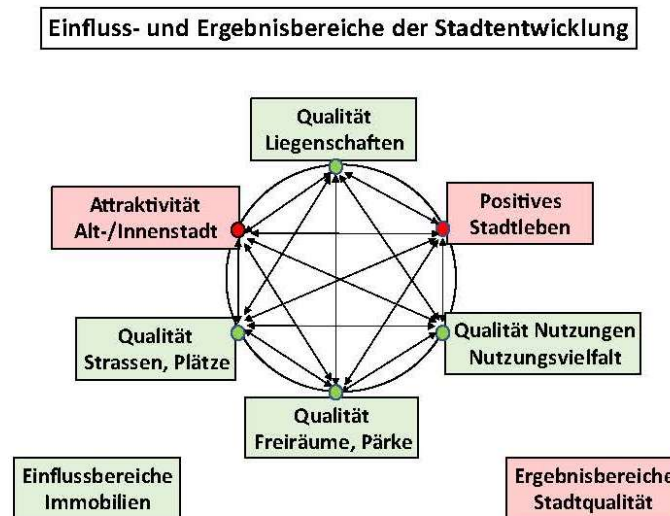 Einfluss- und Ergebnisbereiche der Stadtentwicklung
Qualität
Liegenschaften
Attraktivität
Alt-/Innenstadt
Positives
Stadtleben
Qualität
Strassen, Plätze
Qualität Nutzungen
Nutzungsvielfalt
Qualität
Freiräume, Pärke
Einflussbereiche
Immobilien
Ergebnisbereiche
Stadtqualität